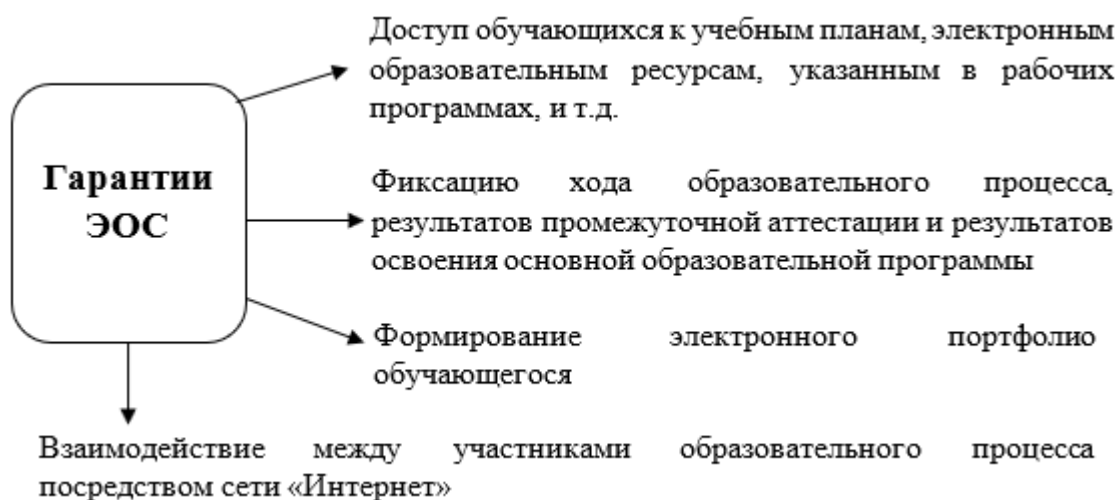 Доступ обучающихся к учебным планам, электронным
образовательным ресурсам, указанным в рабочих
программах, и т.д.
Гарантии
ЭОС
Фиксацию хода образовательного процесса,
результатов промежуточной аттестации и результатов
освоения основной образовательной программы
Формирование электронного портфолио
обучающегося
Взаимодействие между участниками образовательного процесса
посредством сети «Интернет»